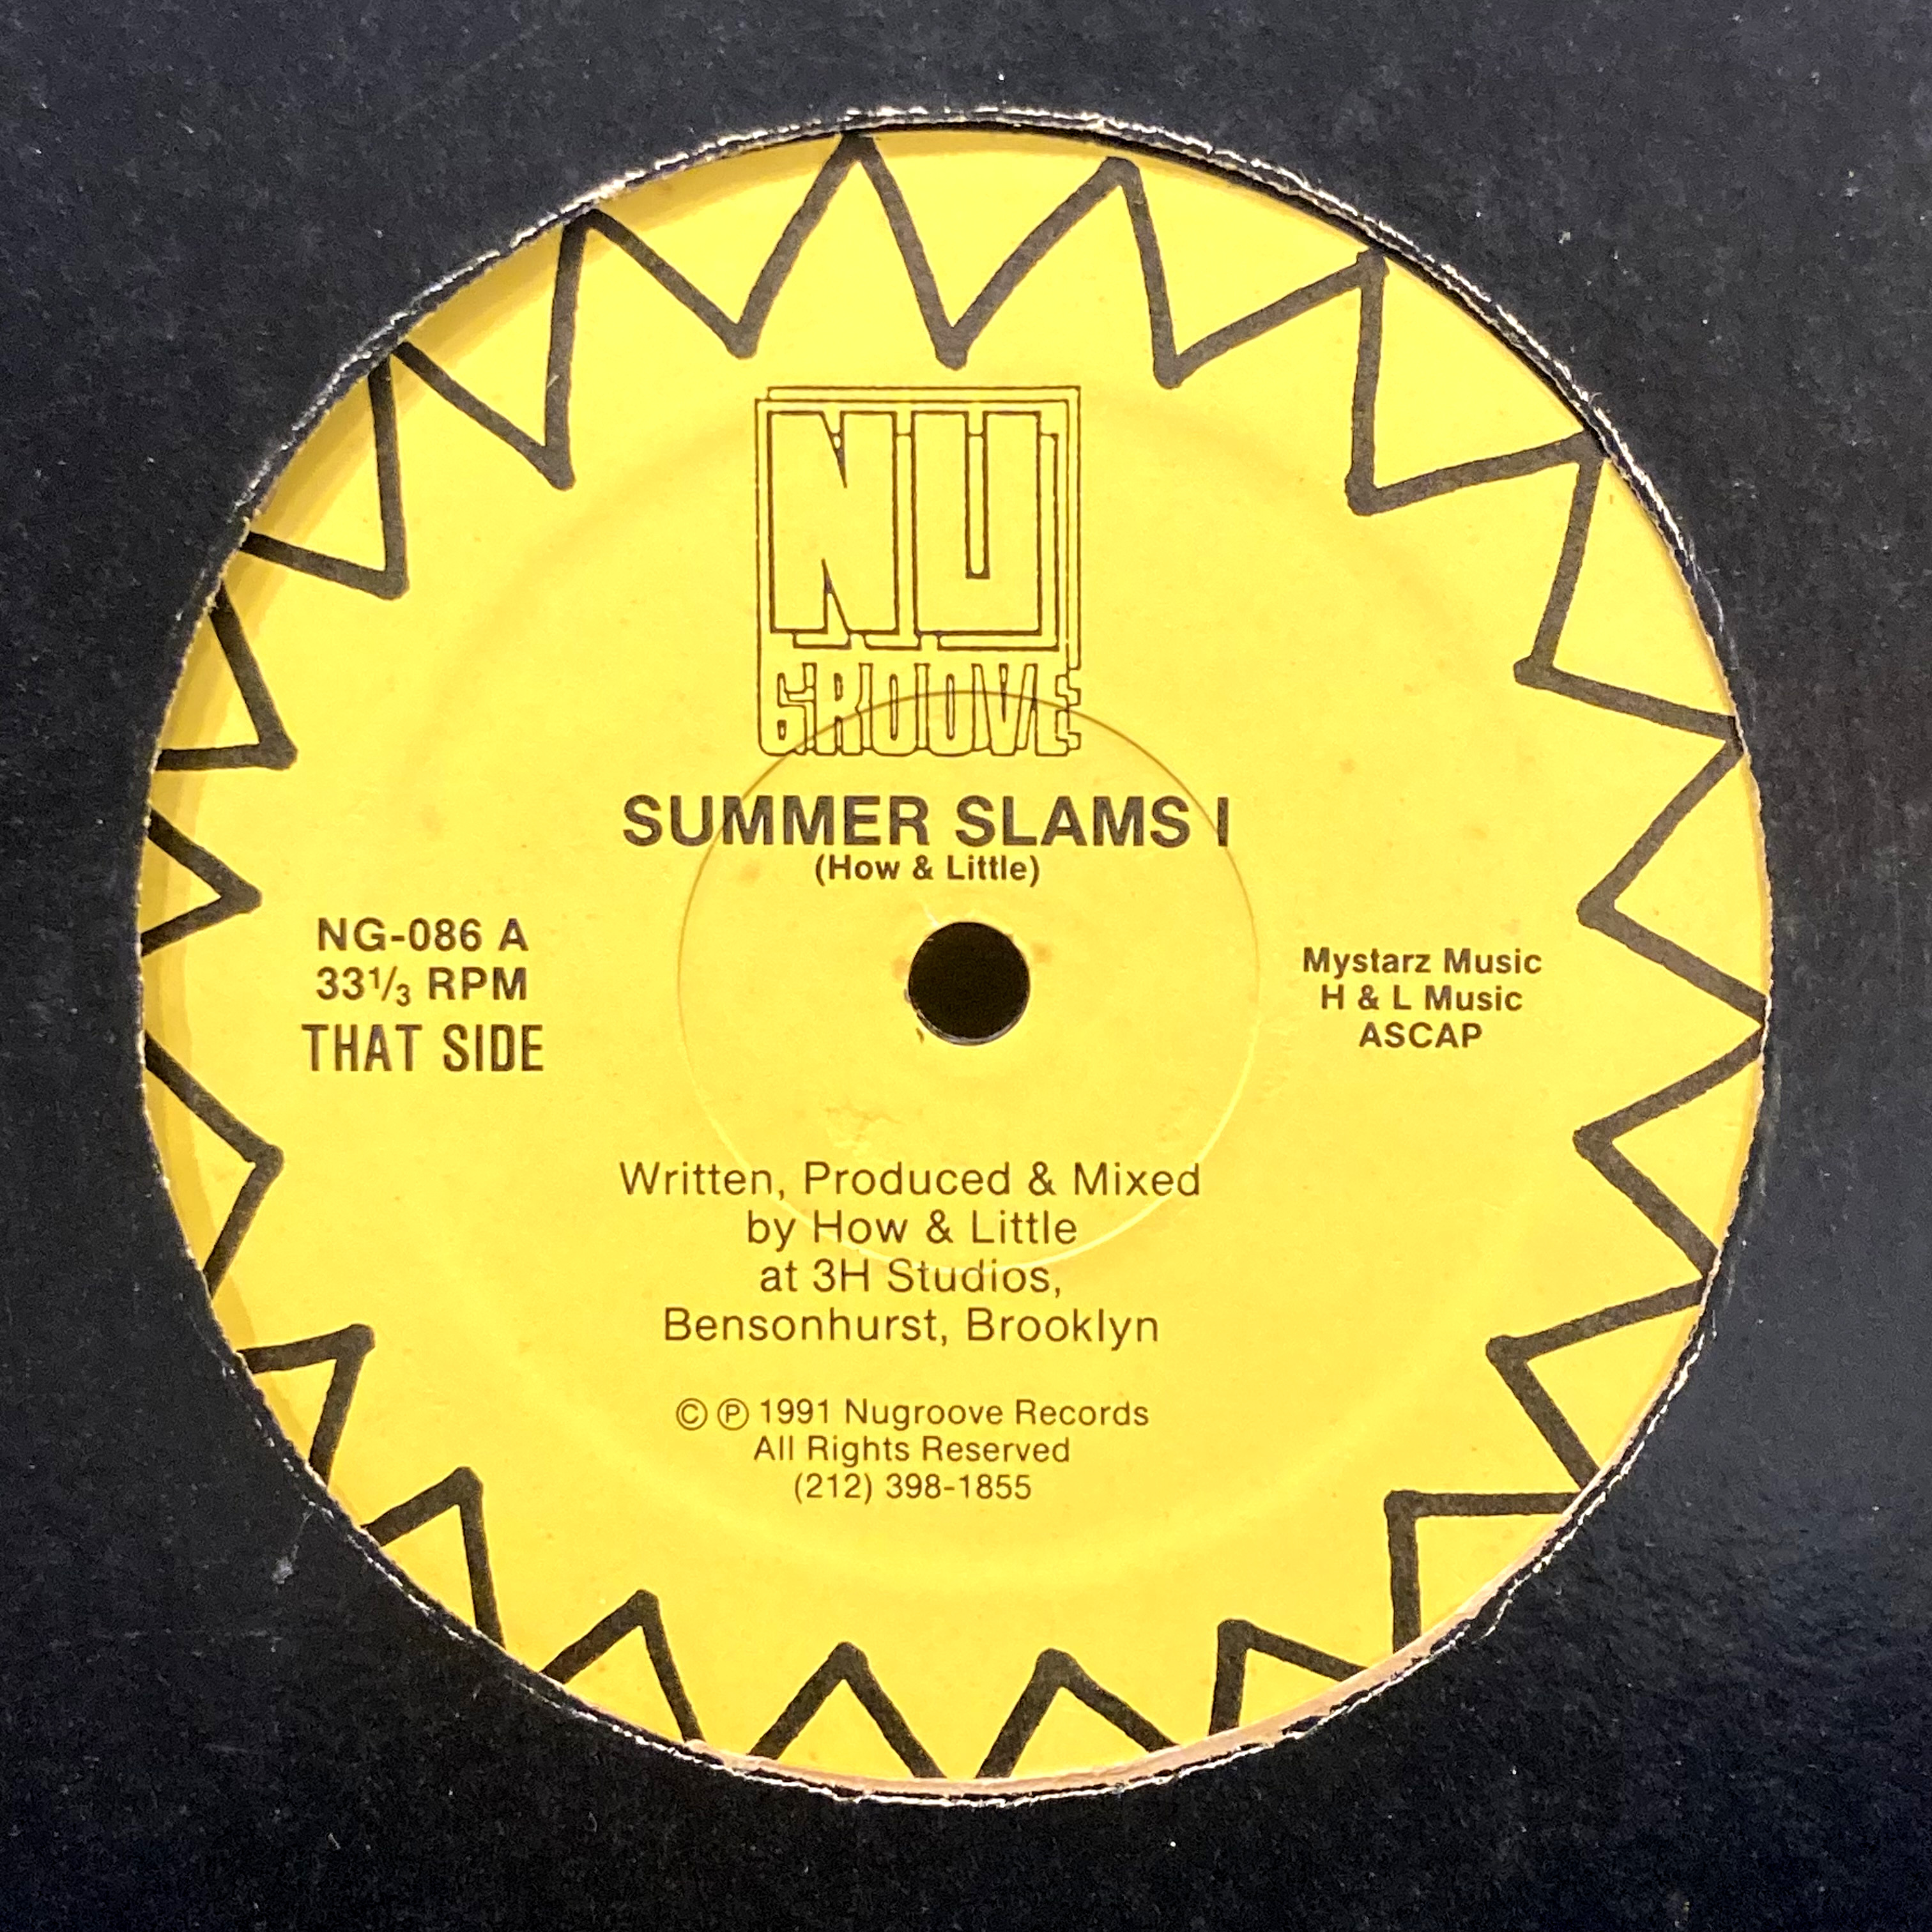 NU
GROOVE
SUMMER SLAMS I
(How & Little)
NG-086 A
33⅓ RPM
THAT SIDE
Mystarz Music
H & L Music
ASCAP
Written, Produced & Mixed
by How & Little
at 3H Studios,
Bensonhurst, Brooklyn
© ℗ 1991 Nugroove Records
All Rights Reserved
(212) 398-1855